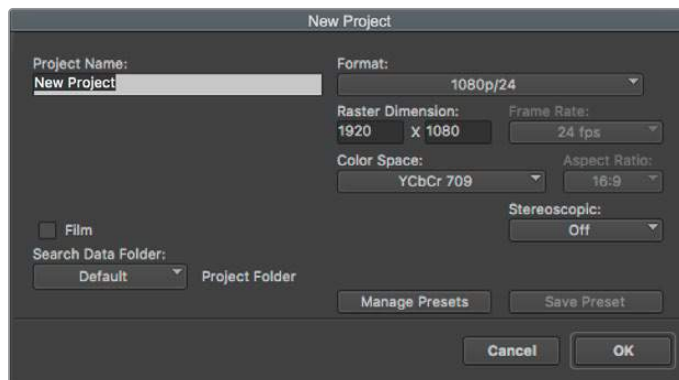 New Project
Project Name:
New Project
Format:
1080p/24
Raster Dimension:
1920 X 1080
Frame Rate:
24 fps
Color Space:
YCbCr 709
Aspect Ratio:
16:9
Stereoscopic:
Off
Film
Search Data Folder:
Default
Project Folder
Manage Presets
Save Preset
Cancel
OK